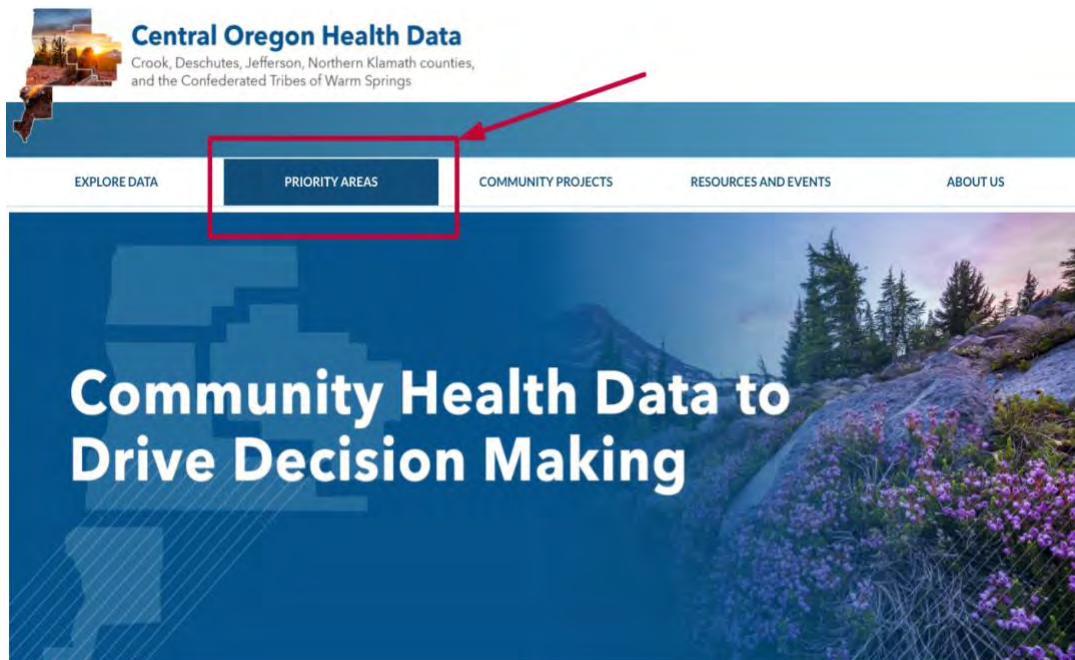 Central Oregon Health Data
Crook, Deschutes, Jefferson, Northern Klamath counties,
and the Confederated Tribes of Warm Springs
EXPLORE DATA
PRIORITY AREAS
COMMUNITY PROJECTS
RESOURCES AND EVENTS
ABOUT US
Community Health Data to
Drive Decision Making